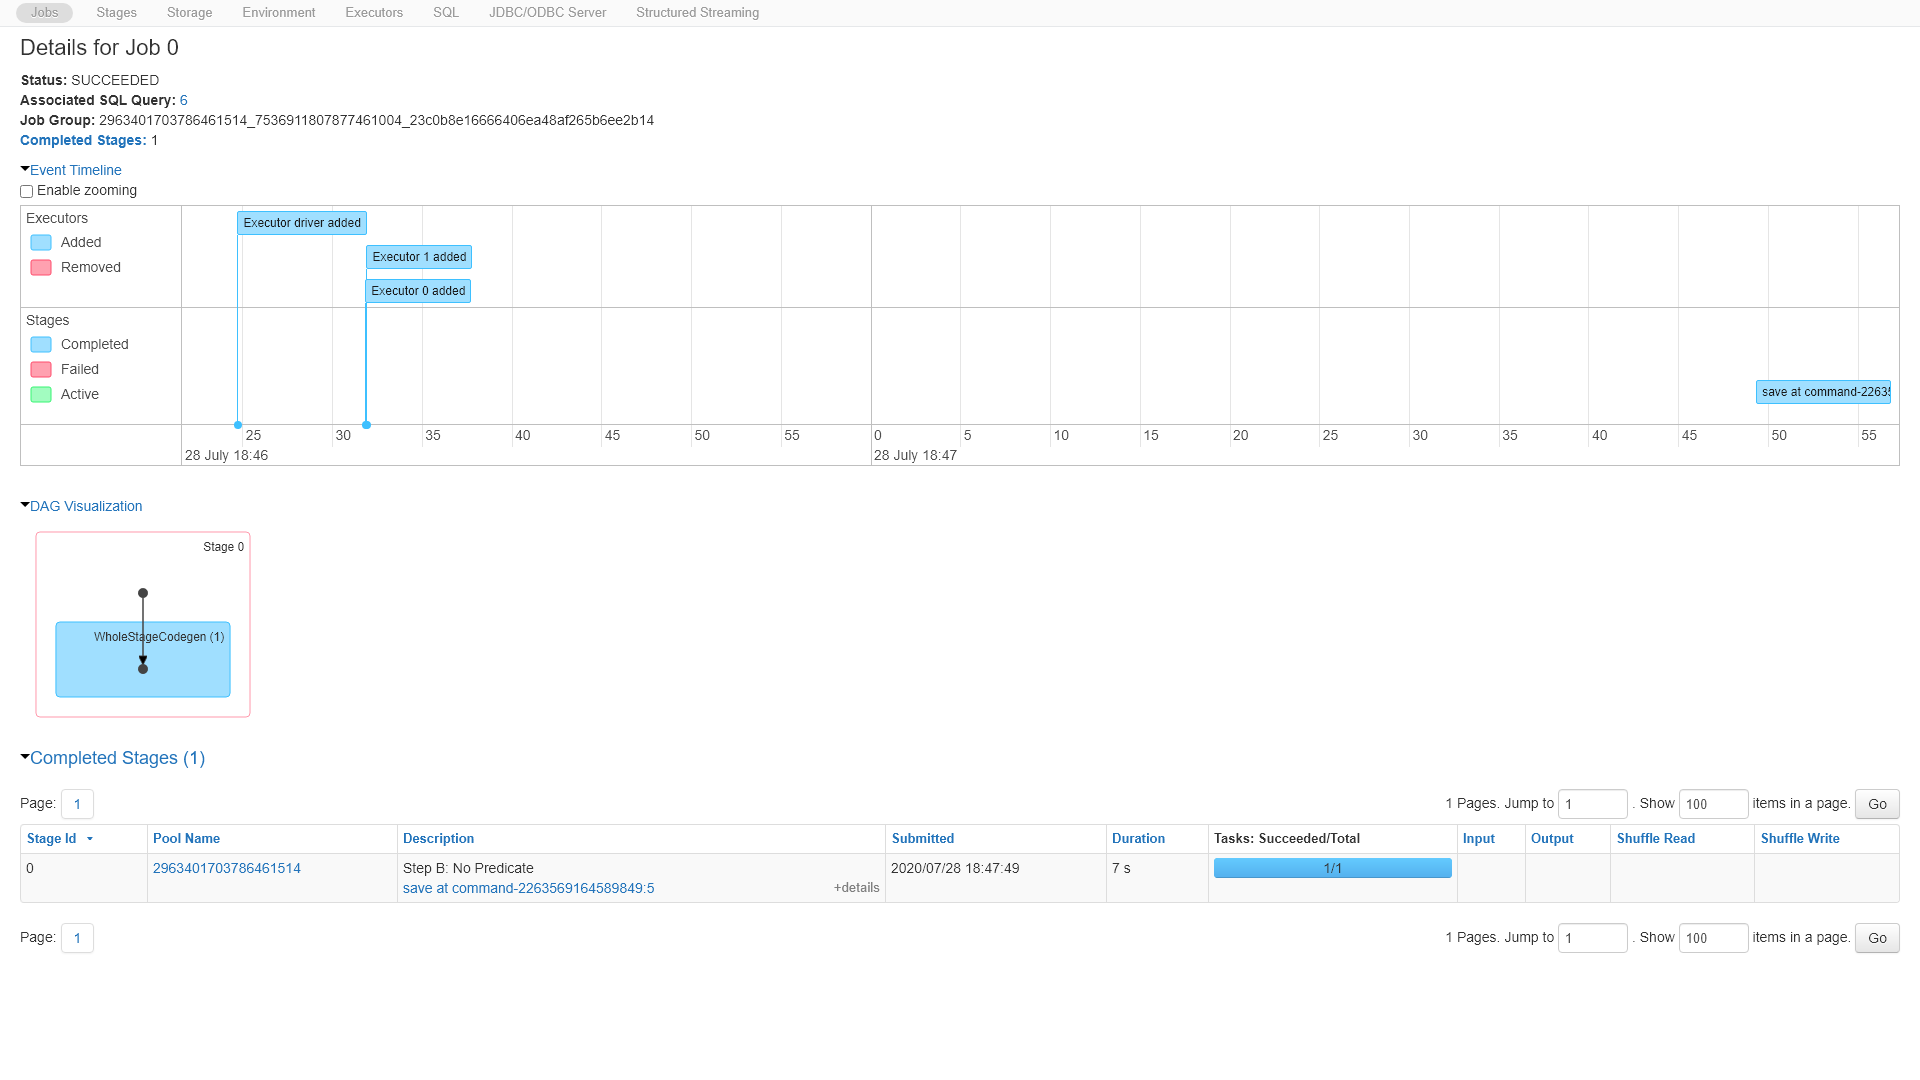 Jobs Stages Storage Environment Executors SQL JDBC/ODBC Server Structured Streaming
Details for Job 0
Status: SUCCEEDED
Associated SQL Query: 6
Job Group: 2963401703786461514_7536911807877461004_23c0b8e16666406ea48af265b6ee2b14
Completed Stages: 1
Event Timeline
Enable zooming
Executors
Added
Removed
Executor driver added
Executor 1 added
Executor 0 added
Stages
Completed
Failed
Active
save at command-22635
25 30 35 40 45 50 55 0 5 10 15 20 25 30 35 40 45 50 55
28 July 18:46 28 July 18:47
DAG Visualization
Stage 0
WholeStageCodegen (1)
Completed Stages (1)
Page: 1 1 Pages. Jump to 1 . Show 100 items in a page. Go
Stage Id Pool Name Description Submitted Duration Tasks: Succeeded/Total Input Output Shuffle Read Shuffle Write
0 2963401703786461514 Step B: No Predicate 2020/07/28 18:47:49 7 s 1/1
save at command-2263569164589849:5 +details
Page: 1 1 Pages. Jump to 1 . Show 100 items in a page. Go